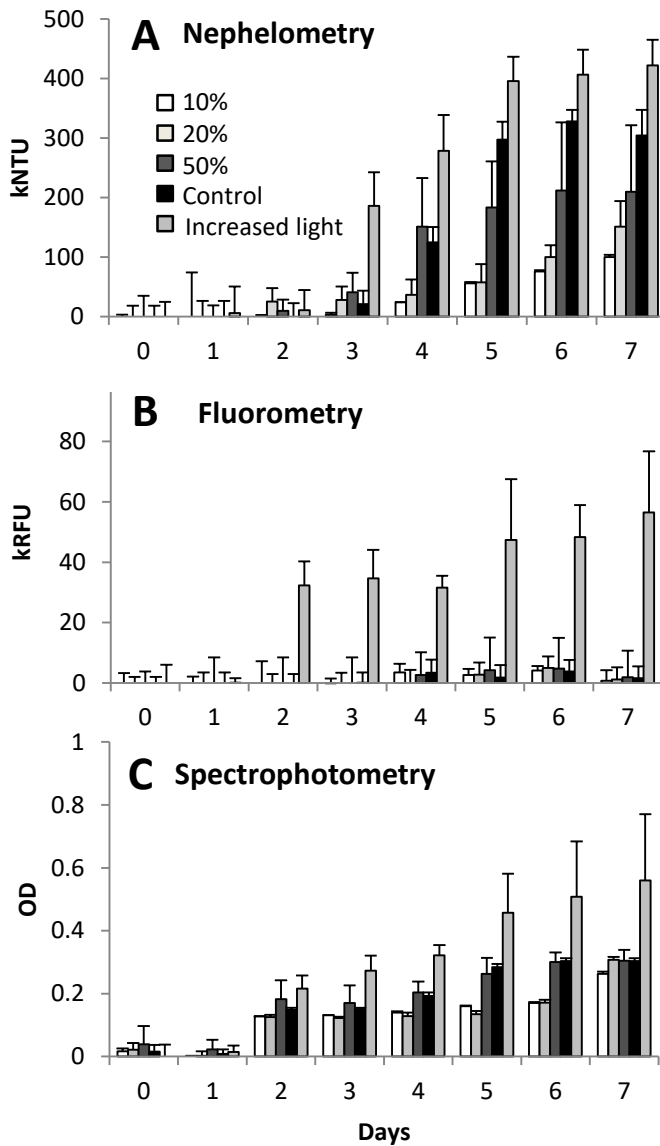 A Nephelometry
500
400
300
200
100
0
kNTU
10%
20%
50%
Control
Increased light
0 1 2 3 4 5 6 7
B Fluorometry
80
60
40
20
0
kRFU
0 1 2 3 4 5 6 7
C Spectrophotometry
1
0.8
0.6
0.4
0.2
0
OD
0 1 2 3 4 5 6 7
Days